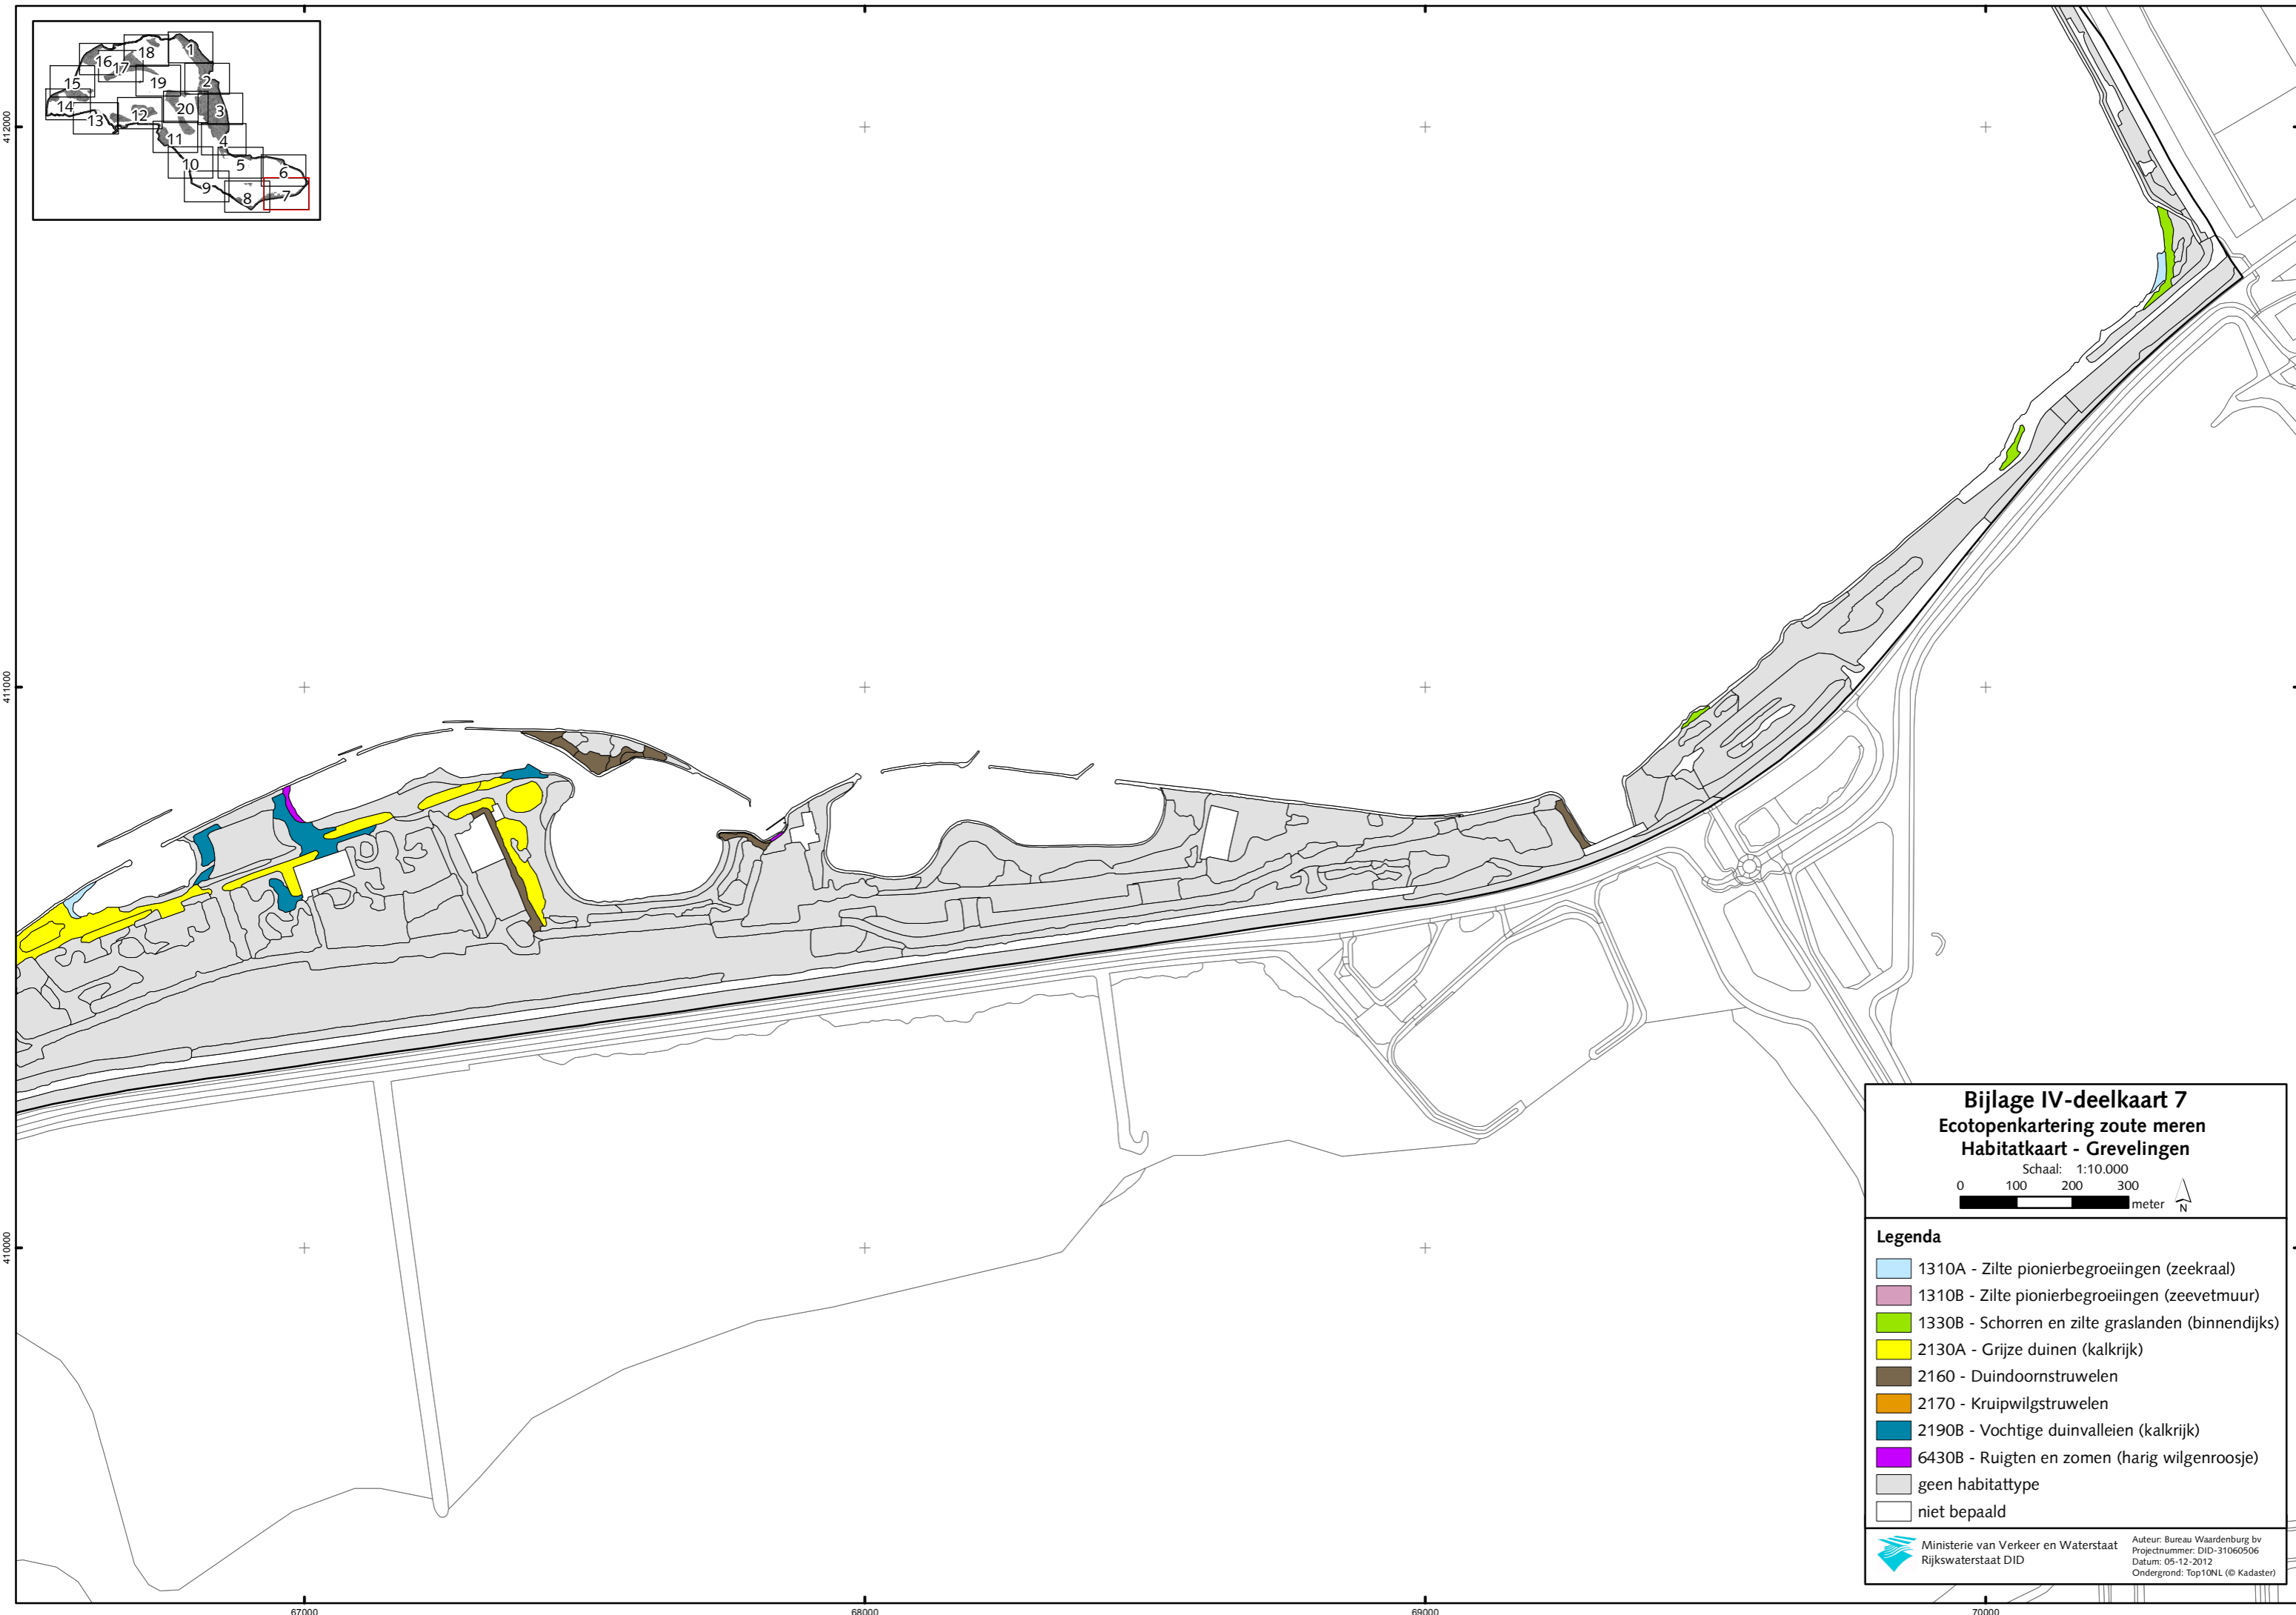 18
1
16
17
15
19
2
14
20
3
12
13
11
4
10
5
6
9
8
7
412000
411000
410000
67000
68000
69000
70000
Bijlage IV-deelkaart 7
Ecotopenkartering zoute meren
Habitatkaart - Grevelingen
Schaal: 1:10.000
0 100 200 300
meter
N
Legenda
1310A - Zilte pionierbegroeiingen (zeekraal)
1310B - Zilte pionierbegroeiingen (zeevetmuur)
1330B - Schorren en zilte graslanden (binnendijks)
2130A - Grijze duinen (kalkrijk)
2160 - Duindoornstruwelen
2170 - Kruipwilgstruwelen
2190B - Vochtige duinvalleien (kalkrijk)
6430B - Ruigten en zomen (harig wilgenroosje)
geen habitattype
niet bepaald
Ministerie van Verkeer en Waterstaat
Rijkswaterstaat DID
Auteur: Bureau Waardenburg bv
Projectnummer: DID-31060506
Datum: 05-12-2012
Ondergrond: Top10NL (© Kadaster)